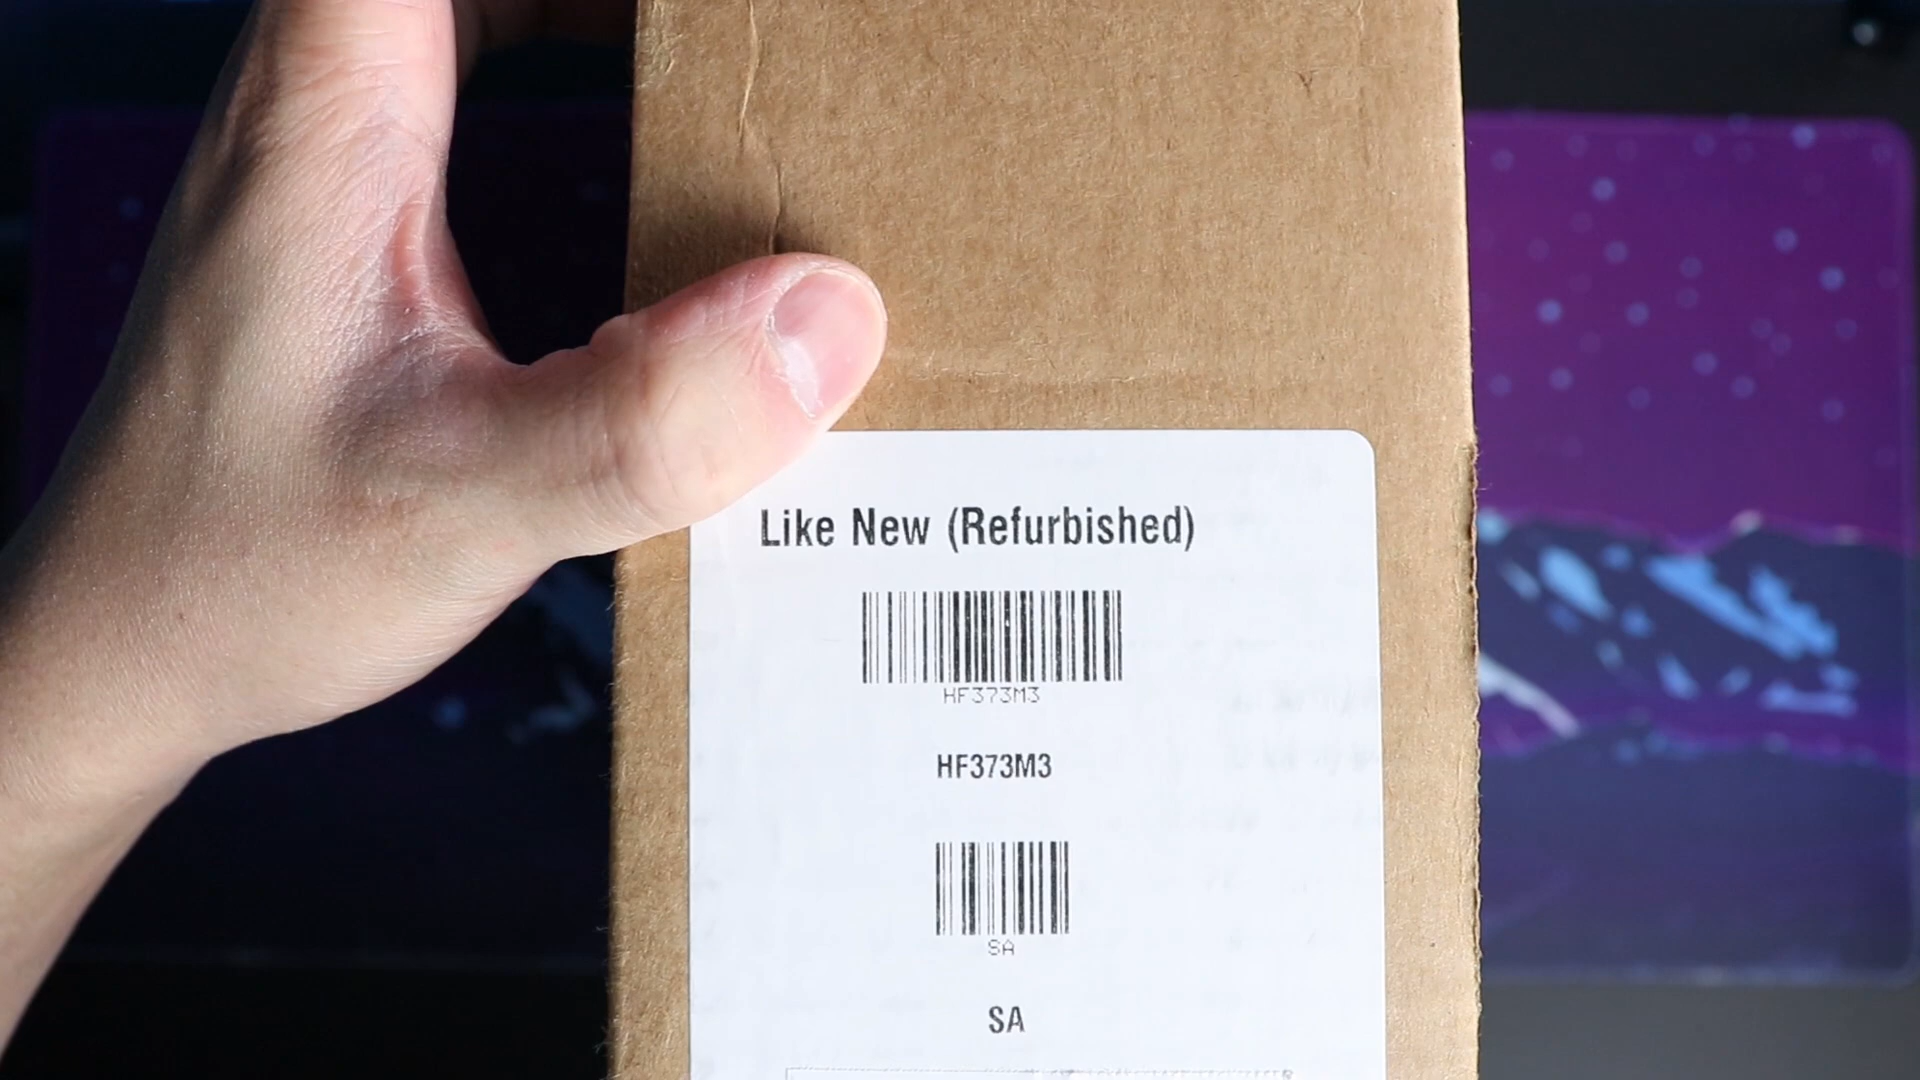 Like New (Refurbished)
HF373M3
HF373M3
SA
SA